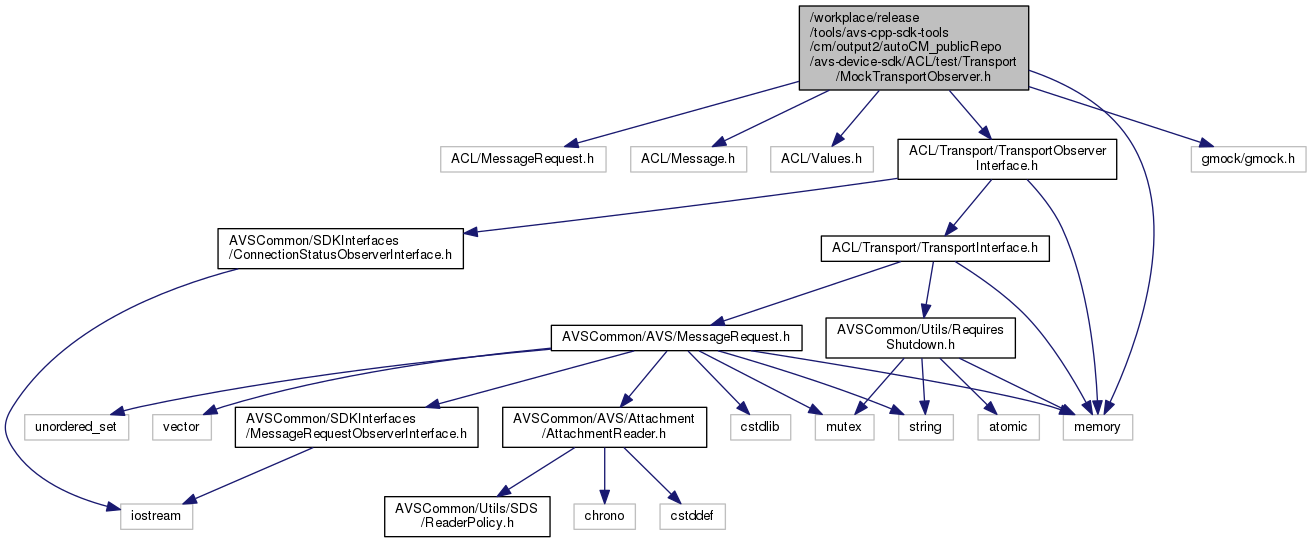 /workplace/release
/tools/avs-cpp-sdk-tools
/cm/output2/autoCM_publicRepo
/avs-device-sdk/ACL/test/Transport
/MockTransportObserver.h
ACL/MessageRequest.h
ACL/Message.h
ACL/Values.h
ACL/Transport/TransportObserver
Interface.h
gmock/gmock.h
AVSCommon/SDKInterfaces
/ConnectionStatusObserverInterface.h
ACL/Transport/TransportInterface.h
AVSCommon/AVS/MessageRequest.h
AVSCommon/Utils/Requires
Shutdown.h
unordered_set
vector
AVSCommon/SDKInterfaces
/MessageRequestObserverInterface.h
AVSCommon/AVS/Attachment
/AttachmentReader.h
cstdlib
mutex
string
atomic
memory
iostream
AVSCommon/Utils/SDS
/ReaderPolicy.h
chrono
cstddef